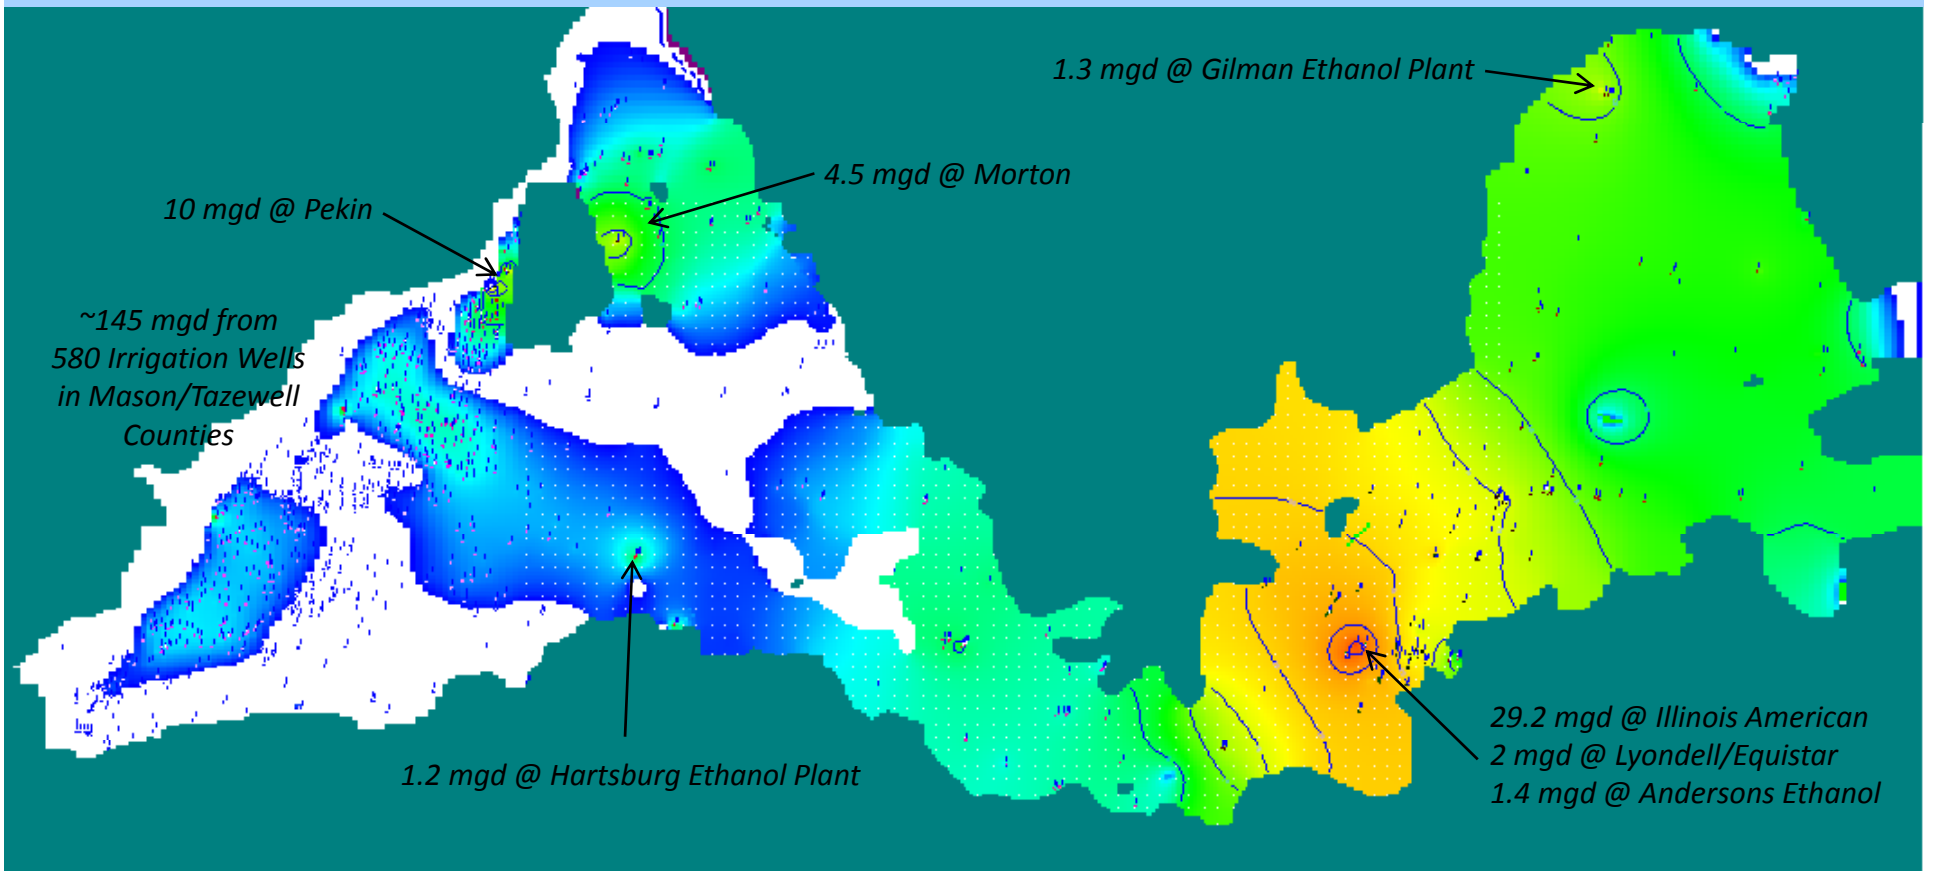 1.3 mgd @ Gilman Ethanol Plant
4.5 mgd @ Morton
10 mgd @ Pekin
~145 mgd from
580 Irrigation Wells
in Mason/Tazewell
Counties
29.2 mgd @ Illinois American
2 mgd @ Lyondell/Equistar
1.4 mgd @ Andersons Ethanol
1.2 mgd @ Hartsburg Ethanol Plant